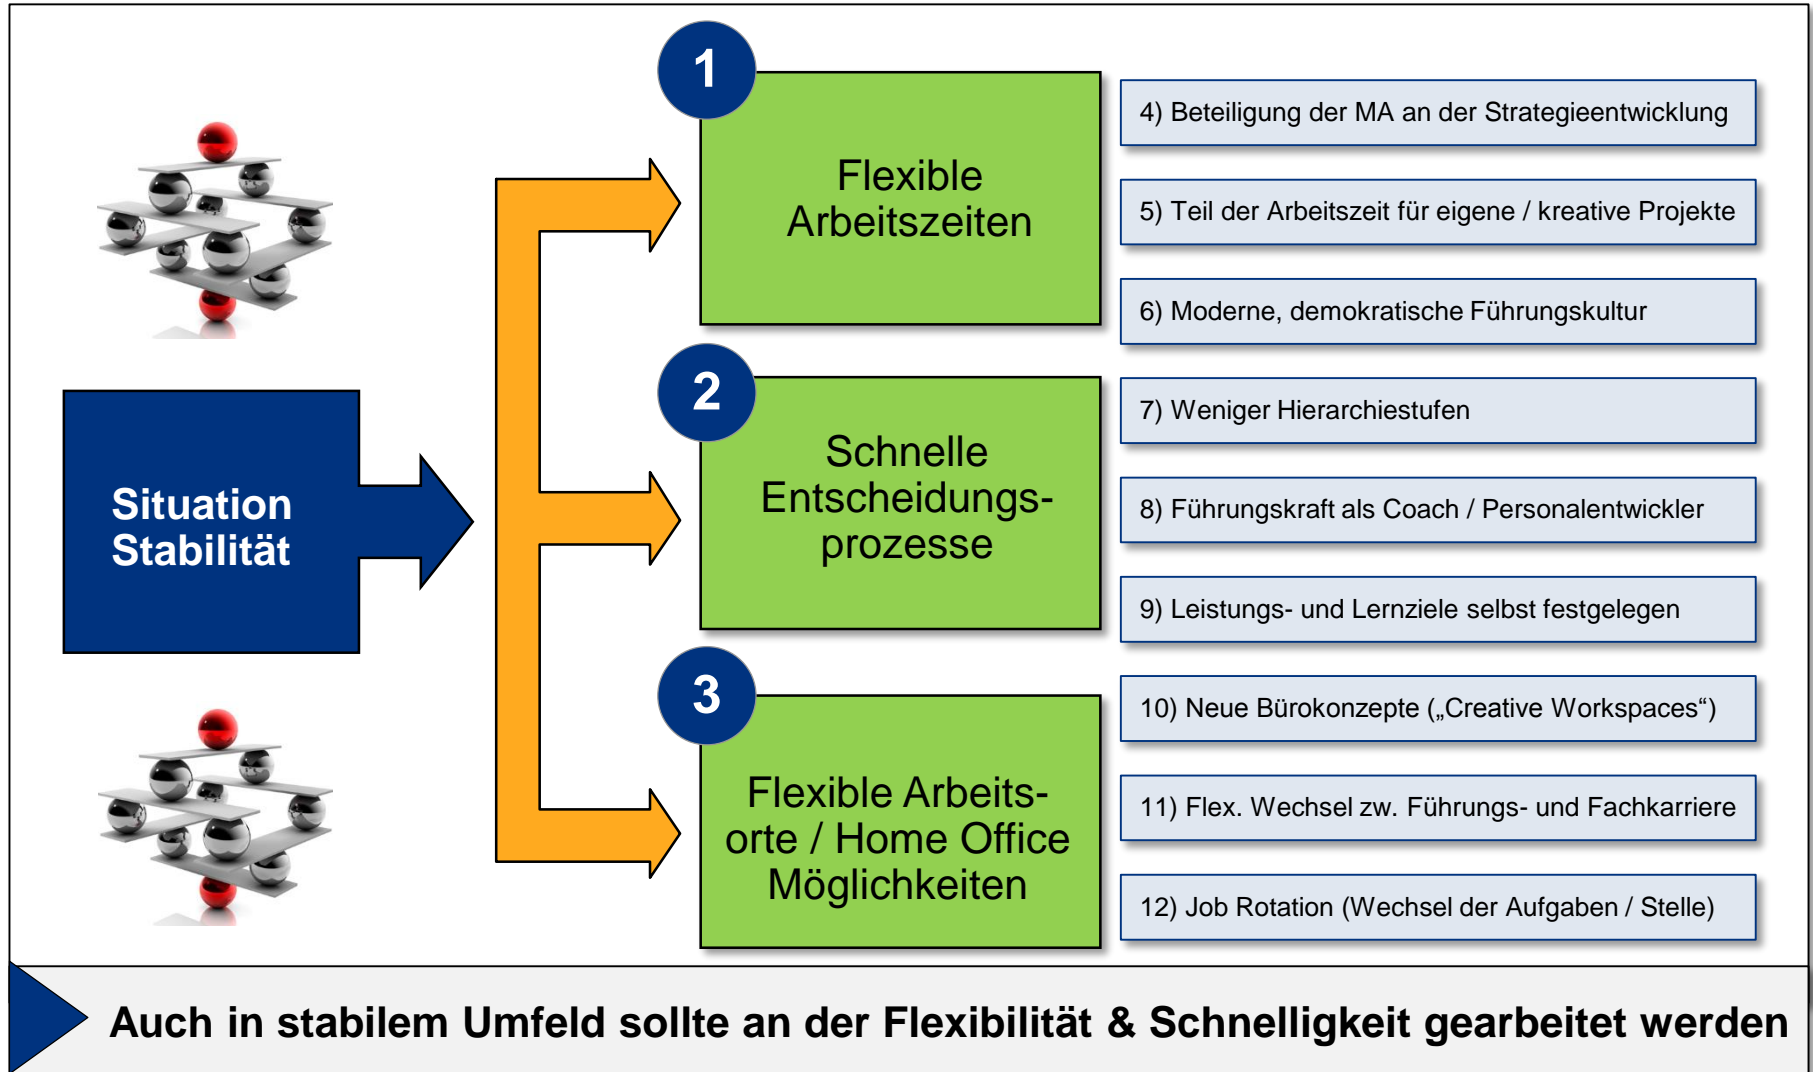 Situation
Stabilität
1
Flexible
Arbeitszeiten
2
Schnelle
Entscheidungs-
prozesse
3
Flexible Arbeits-
orte / Home Office
Möglichkeiten
4) Beteiligung der MA an der Strategieentwicklung
5) Teil der Arbeitszeit für eigene / kreative Projekte
6) Moderne, demokratische Führungskultur
7) Weniger Hierarchiestufen
8) Führungskraft als Coach / Personalentwickler
9) Leistungs- und Lernziele selbst festgelegen
10) Neue Bürokonzepte („Creative Workspaces“)
11) Flex. Wechsel zw. Führungs- und Fachkarriere
12) Job Rotation (Wechsel der Aufgaben / Stelle)
Auch in stabilem Umfeld sollte an der Flexibilität & Schnelligkeit gearbeitet werden